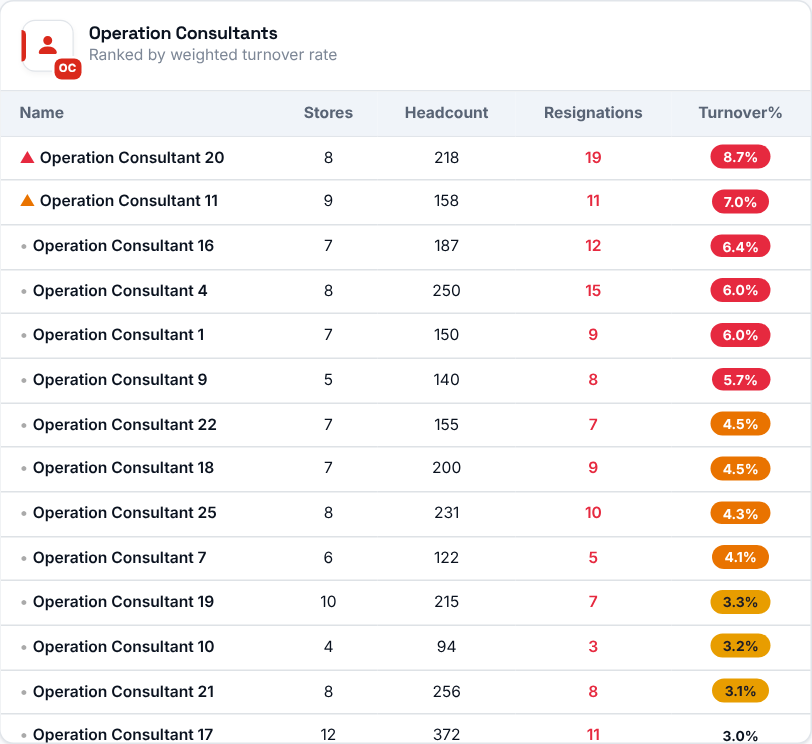 Operation Consultants
Ranked by weighted turnover rate
OC
Name Stores Headcount Resignations Turnover%
Operation Consultant 20 8 218 19 8.7%
Operation Consultant 11 9 158 11 7.0%
Operation Consultant 16 7 187 12 6.4%
Operation Consultant 4 8 250 15 6.0%
Operation Consultant 1 7 150 9 6.0%
Operation Consultant 9 5 140 8 5.7%
Operation Consultant 22 7 155 7 4.5%
Operation Consultant 18 7 200 9 4.5%
Operation Consultant 25 8 231 10 4.3%
Operation Consultant 7 6 122 5 4.1%
Operation Consultant 19 10 215 7 3.3%
Operation Consultant 10 4 94 3 3.2%
Operation Consultant 21 8 256 8 3.1%
Operation Consultant 17 12 372 11 3.0%